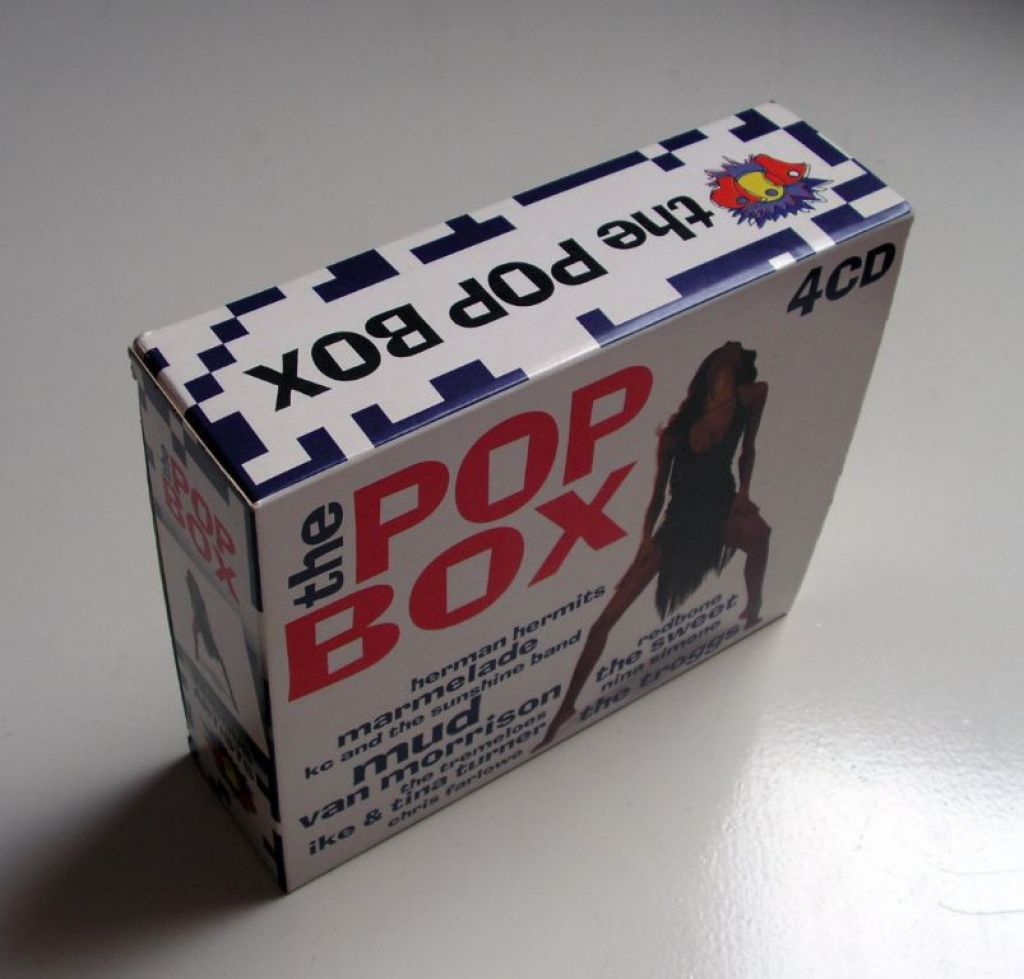 the POP BOX
4CD
the
POP
BOX
herman hermits
marmelade
kc and the sunshine band
mud
van morrison
the tremeloes
ike & tina turner
chris farlowe
redbone
the sweet
nina simone
the troggs
the
POP
BOX